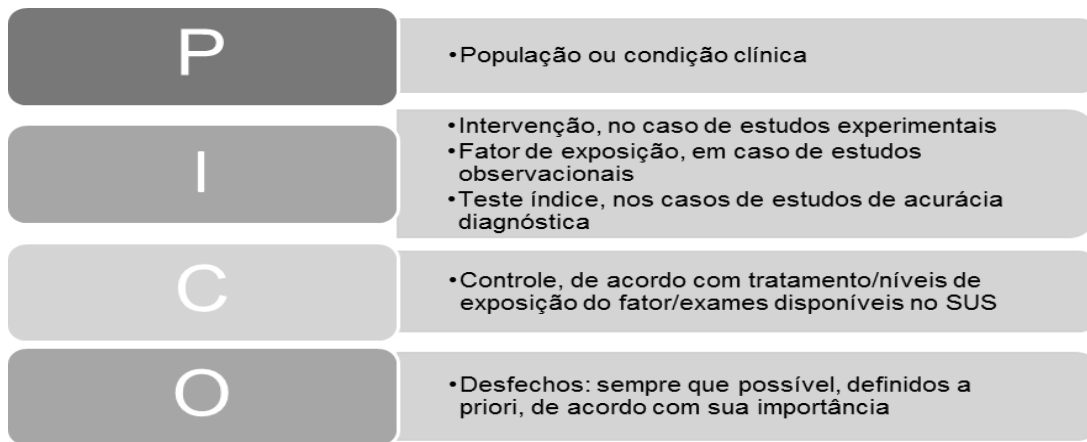 P
•População ou condição clínica
I
•Intervenção, no caso de estudos experimentais
•Fator de exposição, em caso de estudos
observacionais
•Teste índice, nos casos de estudos de acurácia
diagnóstica
C
•Controle, de acordo com tratamento/níveis de
exposição do fator/exames disponíveis no SUS
O
•Desfechos: sempre que possível, definidos a
priori, de acordo com sua importância